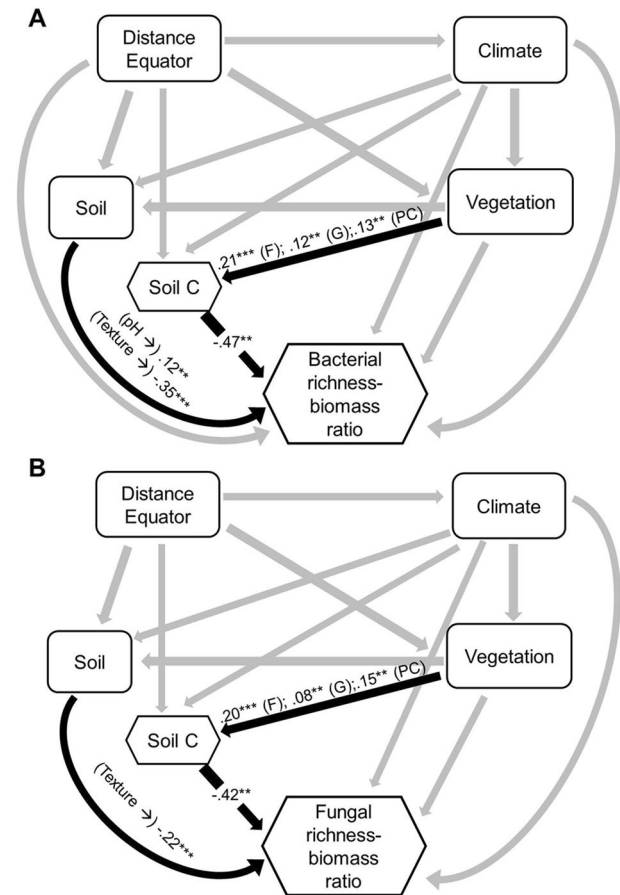 A
Distance
Equator
Climate
Soil
Vegetation
.21*** (F); .12** (G);.13** (PC)
Soil C
(pH →) .12**
(Texture →) -.35***
-.47**
Bacterial
richness-
biomass
ratio
B
Distance
Equator
Climate
Soil
Vegetation
.20*** (F); .08** (G);.15** (PC)
Soil C
(Texture →) -.22***
-.42**
Fungal
richness-
biomass
ratio